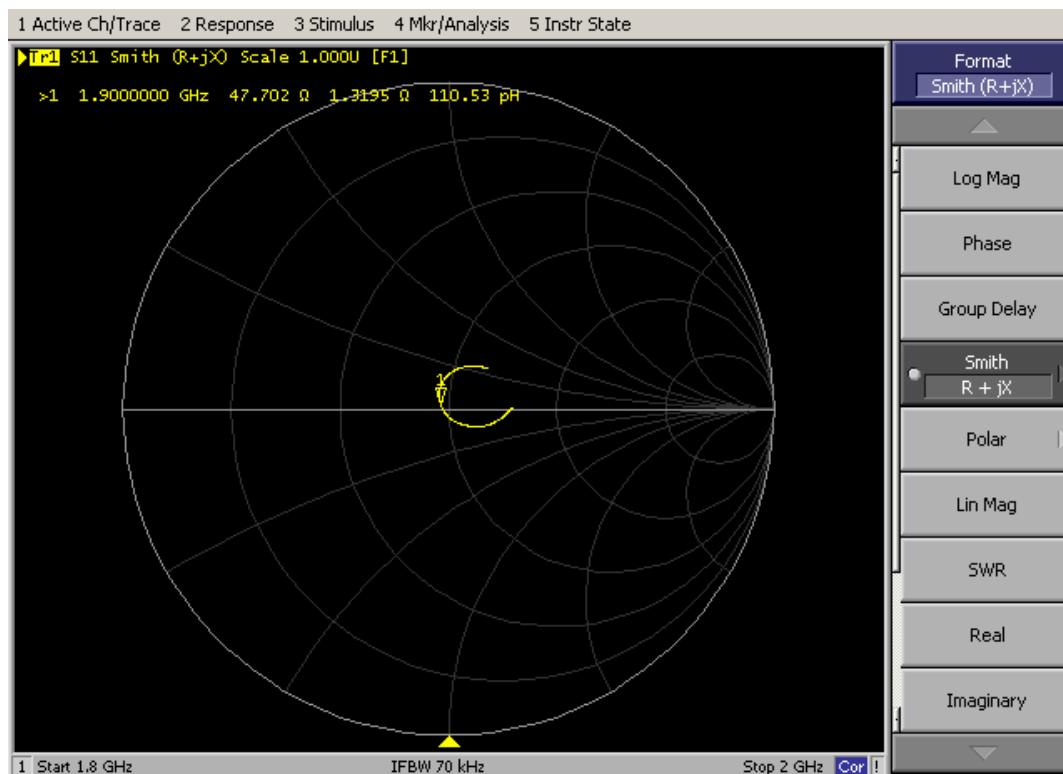 1 Active Ch/Trace 2 Response 3 Stimulus 4 Mkr/Analysis 5 Instr State
Tr1 S11 Smith (R+jX) Scale 1.000U [F1]
>1 1.9000000 GHz 47.702 Ω 1.3195 Ω 110.53 pH
1
Format
Smith (R+jX)
Log Mag
Phase
Group Delay
Smith
R + jX
Polar
Lin Mag
SWR
Real
Imaginary
1 Start 1.8 GHz IFBW 70 kHz Stop 2 GHz Cor !